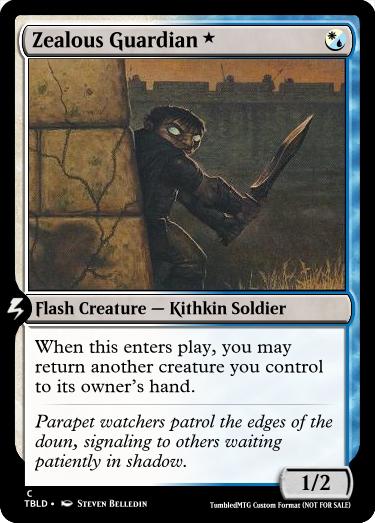 Zealous Guardian ★
Flash Creature — Kithkin Soldier
When this enters play, you may
return another creature you control
to its owner's hand.
Parapet watchers patrol the edges of the
doun, signaling to others waiting
patiently in shadow.
1/2
C
TBLD • Steven Belledin
TumbledMTG Custom Format (NOT FOR SALE)